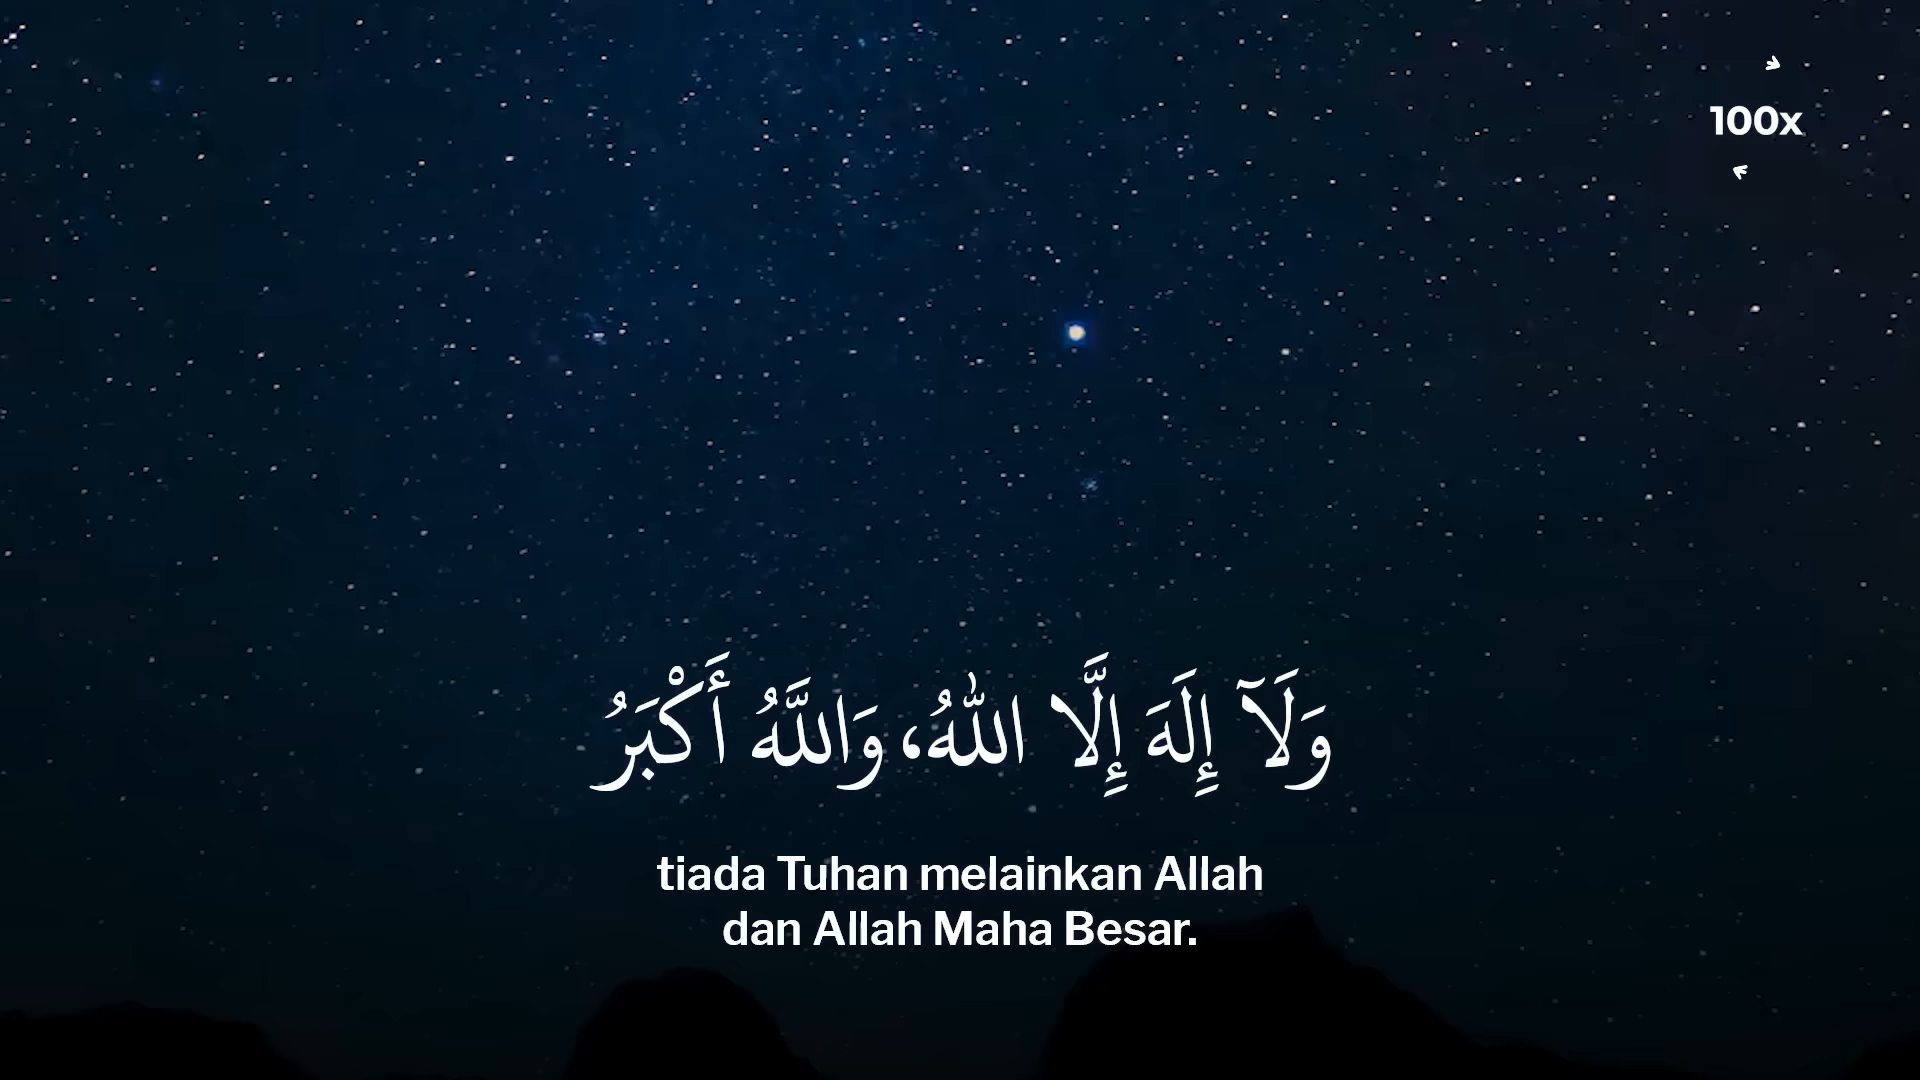 100x
وَلَآ إِلَهَ إِلَّا اللهُ، وَاللَّهُ أَكْبَرُ
tiada Tuhan melainkan Allah
dan Allah Maha Besar.